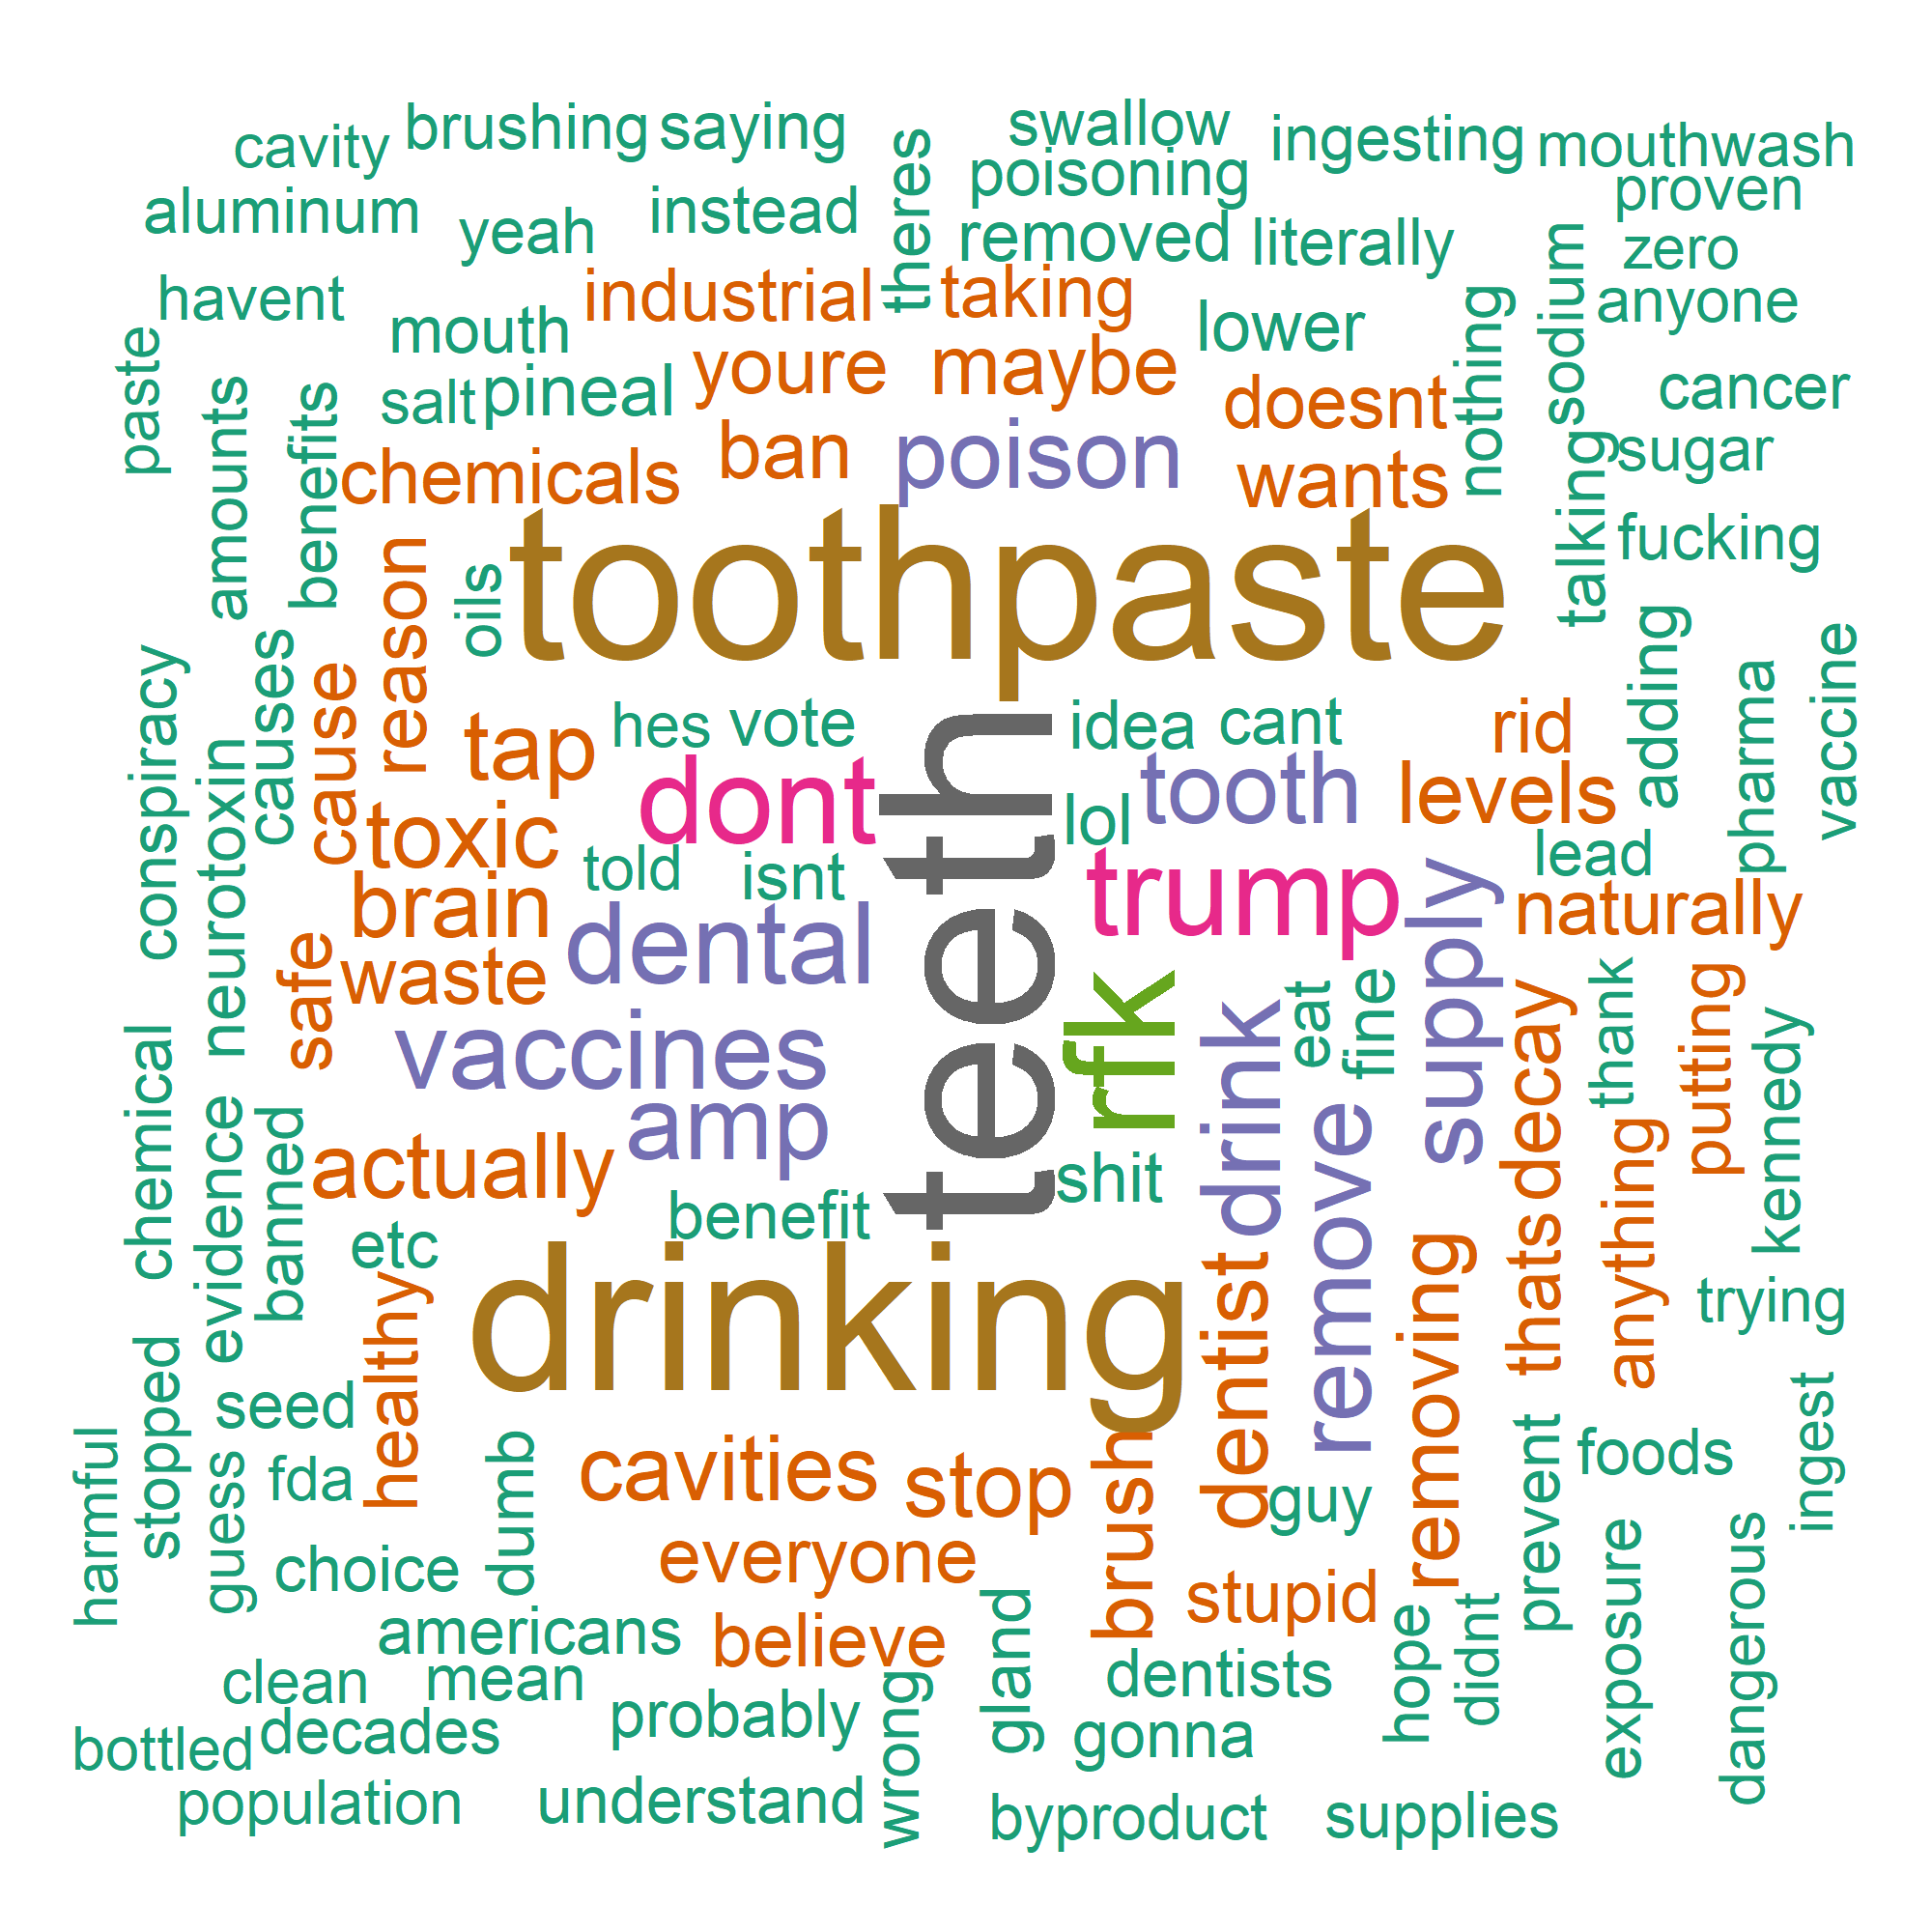 cavity
brushing
saying
theres
swallow
ingesting
mouthwash
poisoning
proven
aluminum
yeah
instead
removed
literally
zero
havent
industrial
taking
sodium
anyone
paste
mouth
youre
maybe
lower
nothing
cancer
amounts
benefits
salt
pineal
doesnt
chemicals
ban
poison
wants
talking
sugar
reason
oils
toothpaste
fucking
conspiracy
causes
cause
tap
hes
vote
idea
cant
rid
adding
pharma
vaccine
neurotoxin
toxic
dont
teeth
lol
tooth
levels
told
isnt
trump
lead
brain
dental
supply
naturally
safe
waste
rfk
eat
fine
decay
thank
putting
kennedy
chemical
vaccines
drink
evidence
banned
actually
amp
remove
shit
anything
etc
benefit
thats
healthy
drinking
dentist
removing
trying
stopped
seed
harmful
guess
fda
dumb
cavities
stop
brush
guy
prevent
foods
ingest
choice
everyone
stupid
exposure
dangerous
americans
believe
gland
hope
didnt
clean
mean
dentists
bottled
decades
probably
wrong
gonna
population
understand
byproduct
supplies